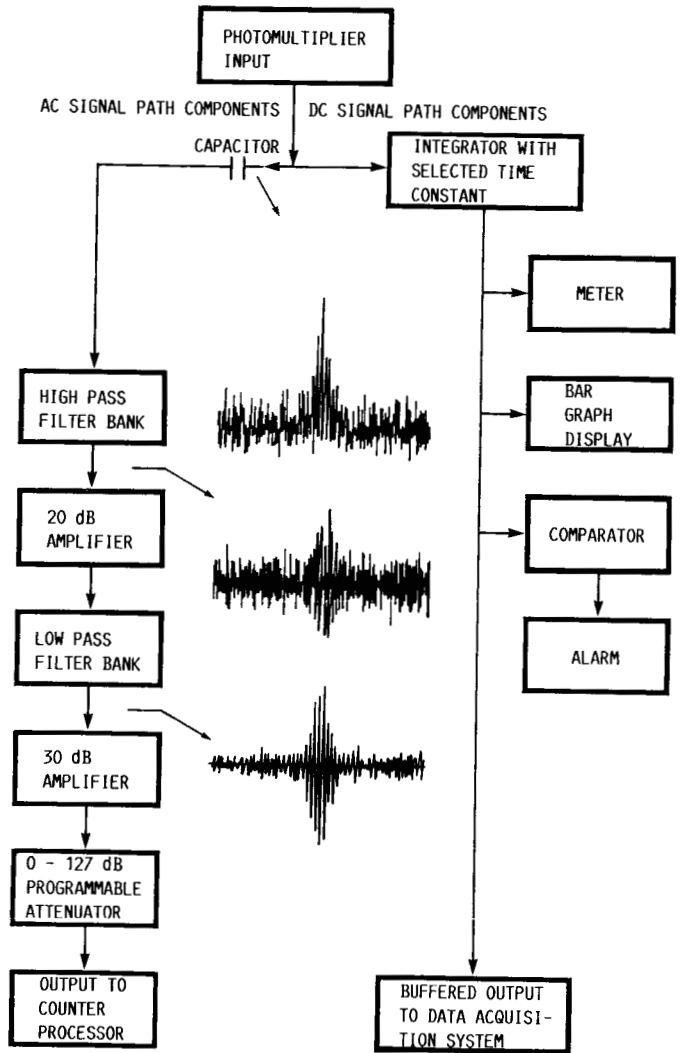 PHOTOMULTIPLIER
INPUT
AC SIGNAL PATH COMPONENTS
DC SIGNAL PATH COMPONENTS
CAPACITOR
INTEGRATOR WITH
SELECTED TIME
CONSTANT
METER
HIGH PASS
FILTER BANK
BAR
GRAPH
DISPLAY
20 dB
AMPLIFIER
COMPARATOR
LOW PASS
FILTER BANK
ALARM
30 dB
AMPLIFIER
0 - 127 dB
PROGRAMMABLE
ATTENUATOR
OUTPUT TO
COUNTER
PROCESSOR
BUFFERED OUTPUT
TO DATA ACQUISI-
TION SYSTEM